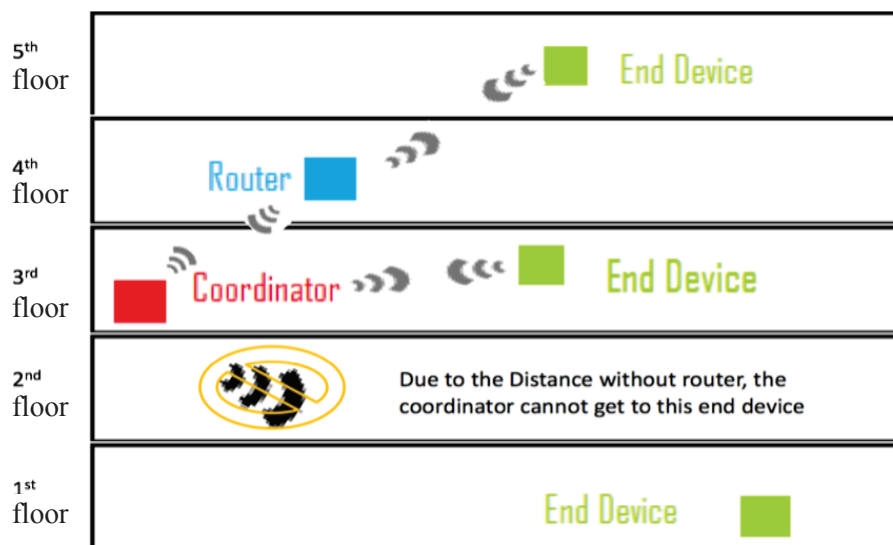 5th
floor
End Device
4th
floor
Router
3rd
floor
Coordinator
End Device
2nd
floor
Due to the Distance without router, the
coordinator cannot get to this end device
1st
floor
End Device